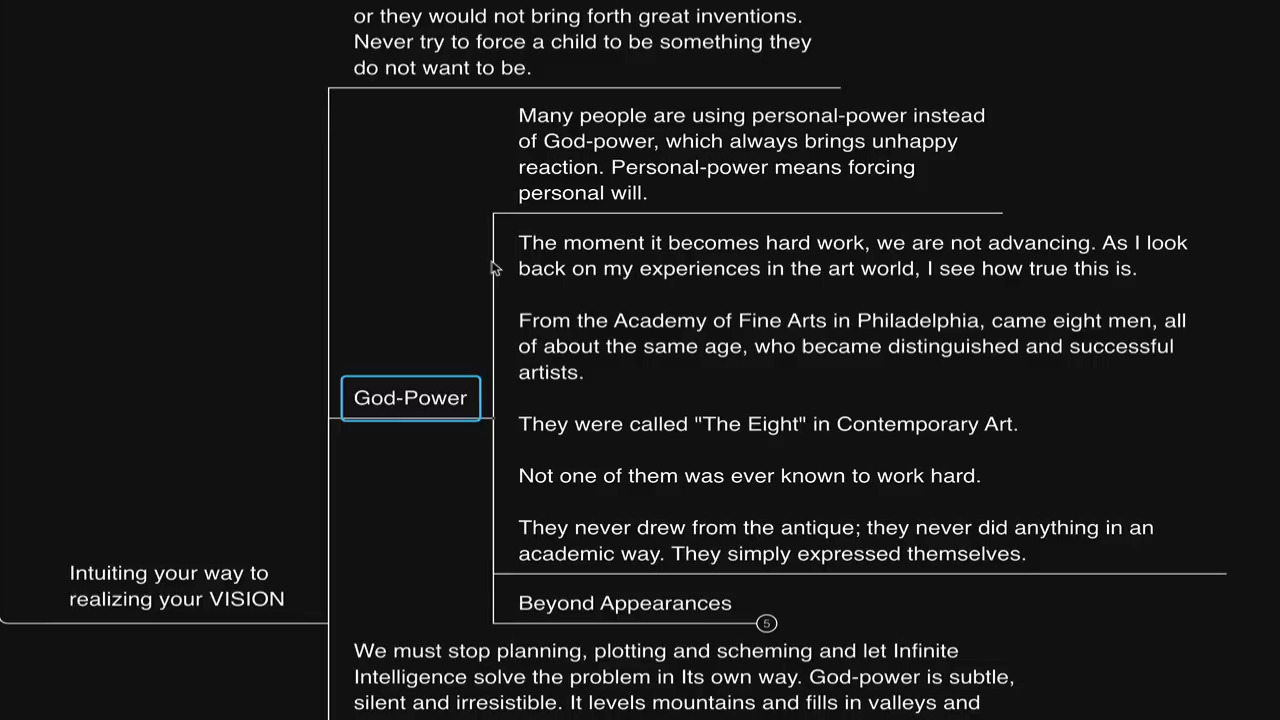 or they would not bring forth great inventions.
Never try to force a child to be something they
do not want to be.
Many people are using personal-power instead
of God-power, which always brings unhappy
reaction. Personal-power means forcing
personal will.
The moment it becomes hard work, we are not advancing. As I look
back on my experiences in the art world, I see how true this is.
From the Academy of Fine Arts in Philadelphia, came eight men, all
of about the same age, who became distinguished and successful
artists.
God-Power
They were called "The Eight" in Contemporary Art.
Not one of them was ever known to work hard.
They never drew from the antique; they never did anything in an
academic way. They simply expressed themselves.
Intuiting your way to
realizing your VISION
Beyond Appearances
5
We must stop planning, plotting and scheming and let Infinite
Intelligence solve the problem in Its own way. God-power is subtle,
silent and irresistible. It levels mountains and fills in valleys and